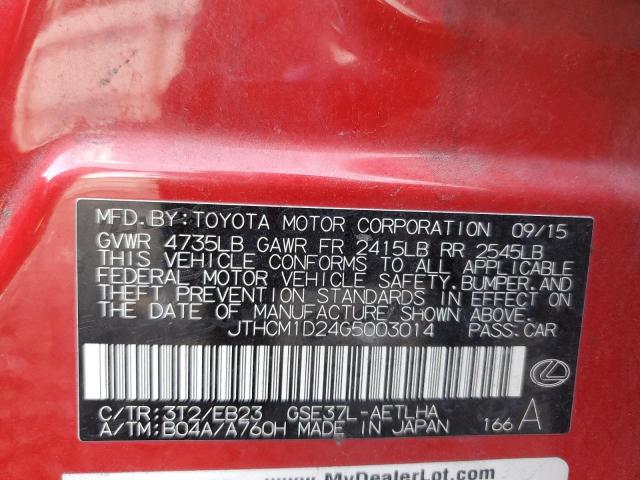 MFD.BY:TOYOTA MOTOR CORPORATION 09/15
GVWR 4735LB GAWR FR 2415LB RR 2545LB
THIS VEHICLE CONFORMS TO ALL APPLICABLE
FEDERAL MOTOR VEHICLE SAFETY.BUMPER.AND
THEFT PREVENTION STANDARDS IN EFFECT ON
THE DATE OF MANUFACTURE SHOWN ABOVE.
JTHCM1D24G5003014 PASS.CAR
C/TR:3T2/EB23 GSE37L-AETLHA
A/TM:B04A/A760H MADE IN JAPAN 166 A
www.MyDealerLot.com